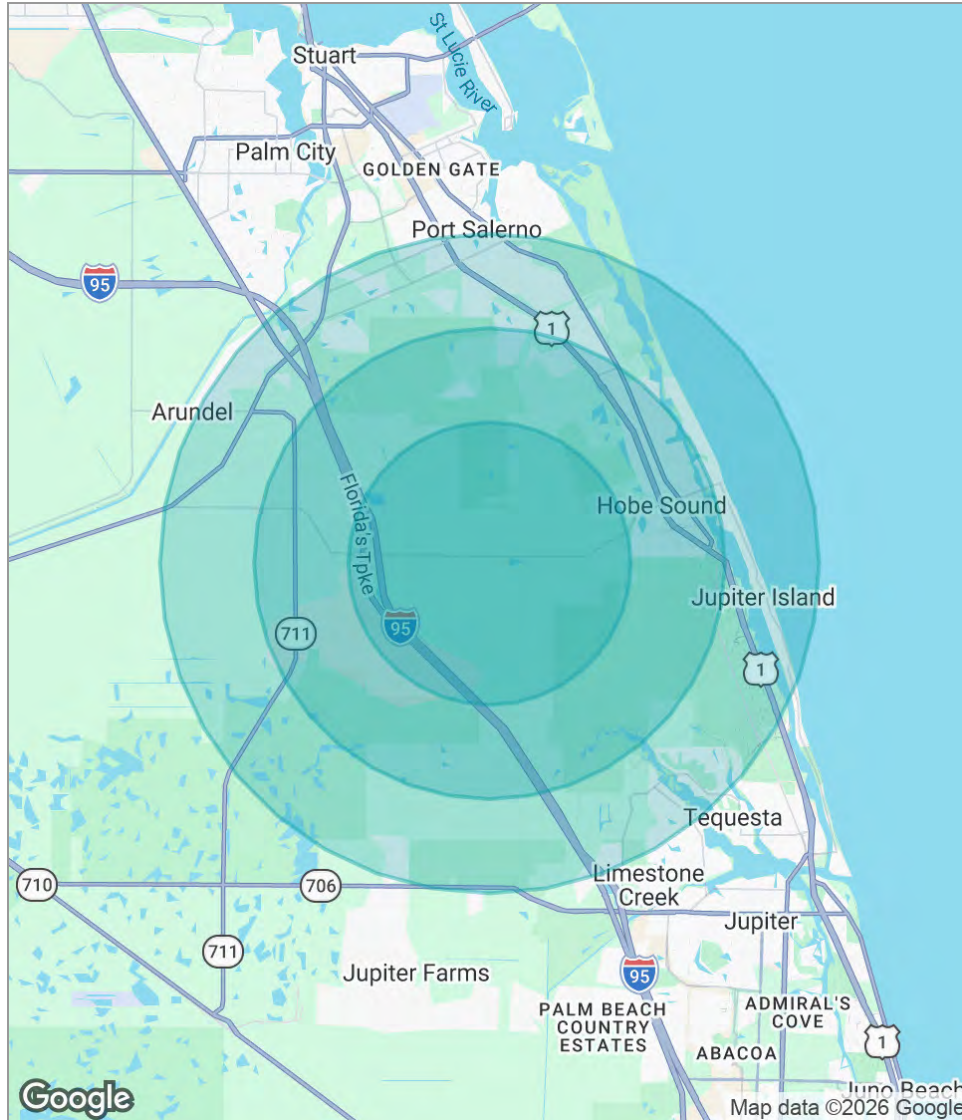 St Lucie River
Stuart
Palm City
GOLDEN GATE
Port Salerno
95
1
Arundel
Florida's Tpke
Hobe Sound
Jupiter Island
95
711
1
Tequesta
Limestone
Creek
710
706
Jupiter
711
Jupiter Farms
95
PALM BEACH
COUNTRY
ESTATES
ADMIRAL'S
COVE
ABACOA
1
Juno Beach
Google
Map data ©2026 Google